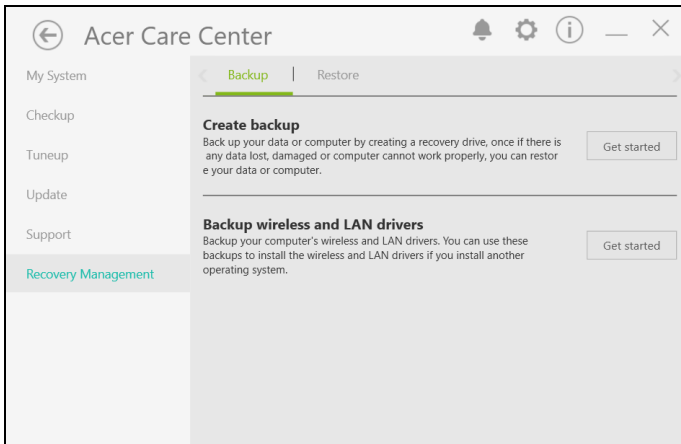 Acer Care Center
My System
Checkup
Tuneup
Update
Support
Recovery Management
Backup | Restore
Create backup
Back up your data or computer by creating a recovery drive, once if there is
any data lost, damaged or computer cannot work properly, you can restor
e your data or computer.
Get started
Backup wireless and LAN drivers
Backup your computer's wireless and LAN drivers. You can use these
backups to install the wireless and LAN drivers if you install another
operating system.
Get started